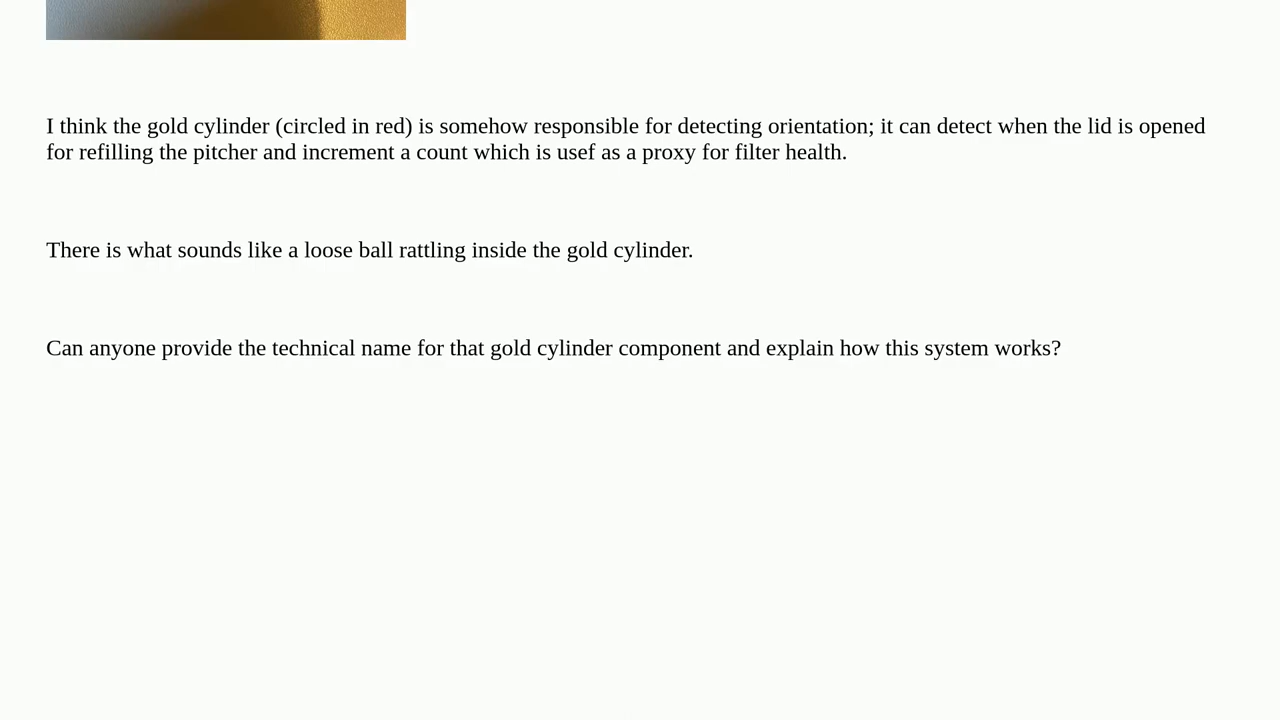 I think the gold cylinder (circled in red) is somehow responsible for detecting orientation; it can detect when the lid is opened
for refilling the pitcher and increment a count which is usef as a proxy for filter health.
There is what sounds like a loose ball rattling inside the gold cylinder.
Can anyone provide the technical name for that gold cylinder component and explain how this system works?